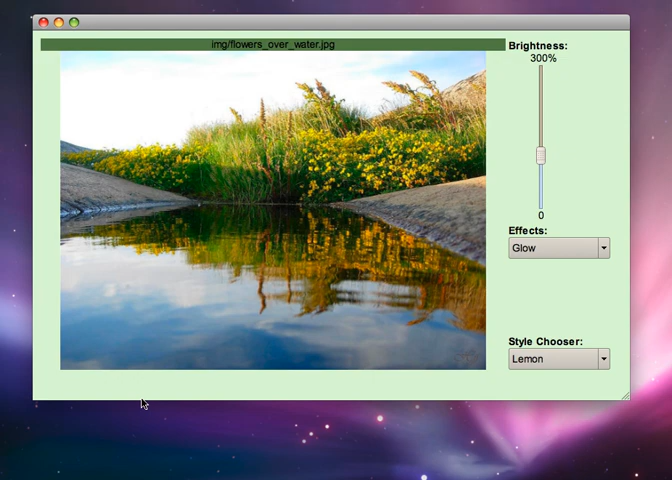 img/flowers_over_water.jpg
Brightness:
300%
0
Effects:
Glow
Style Chooser:
Lemon